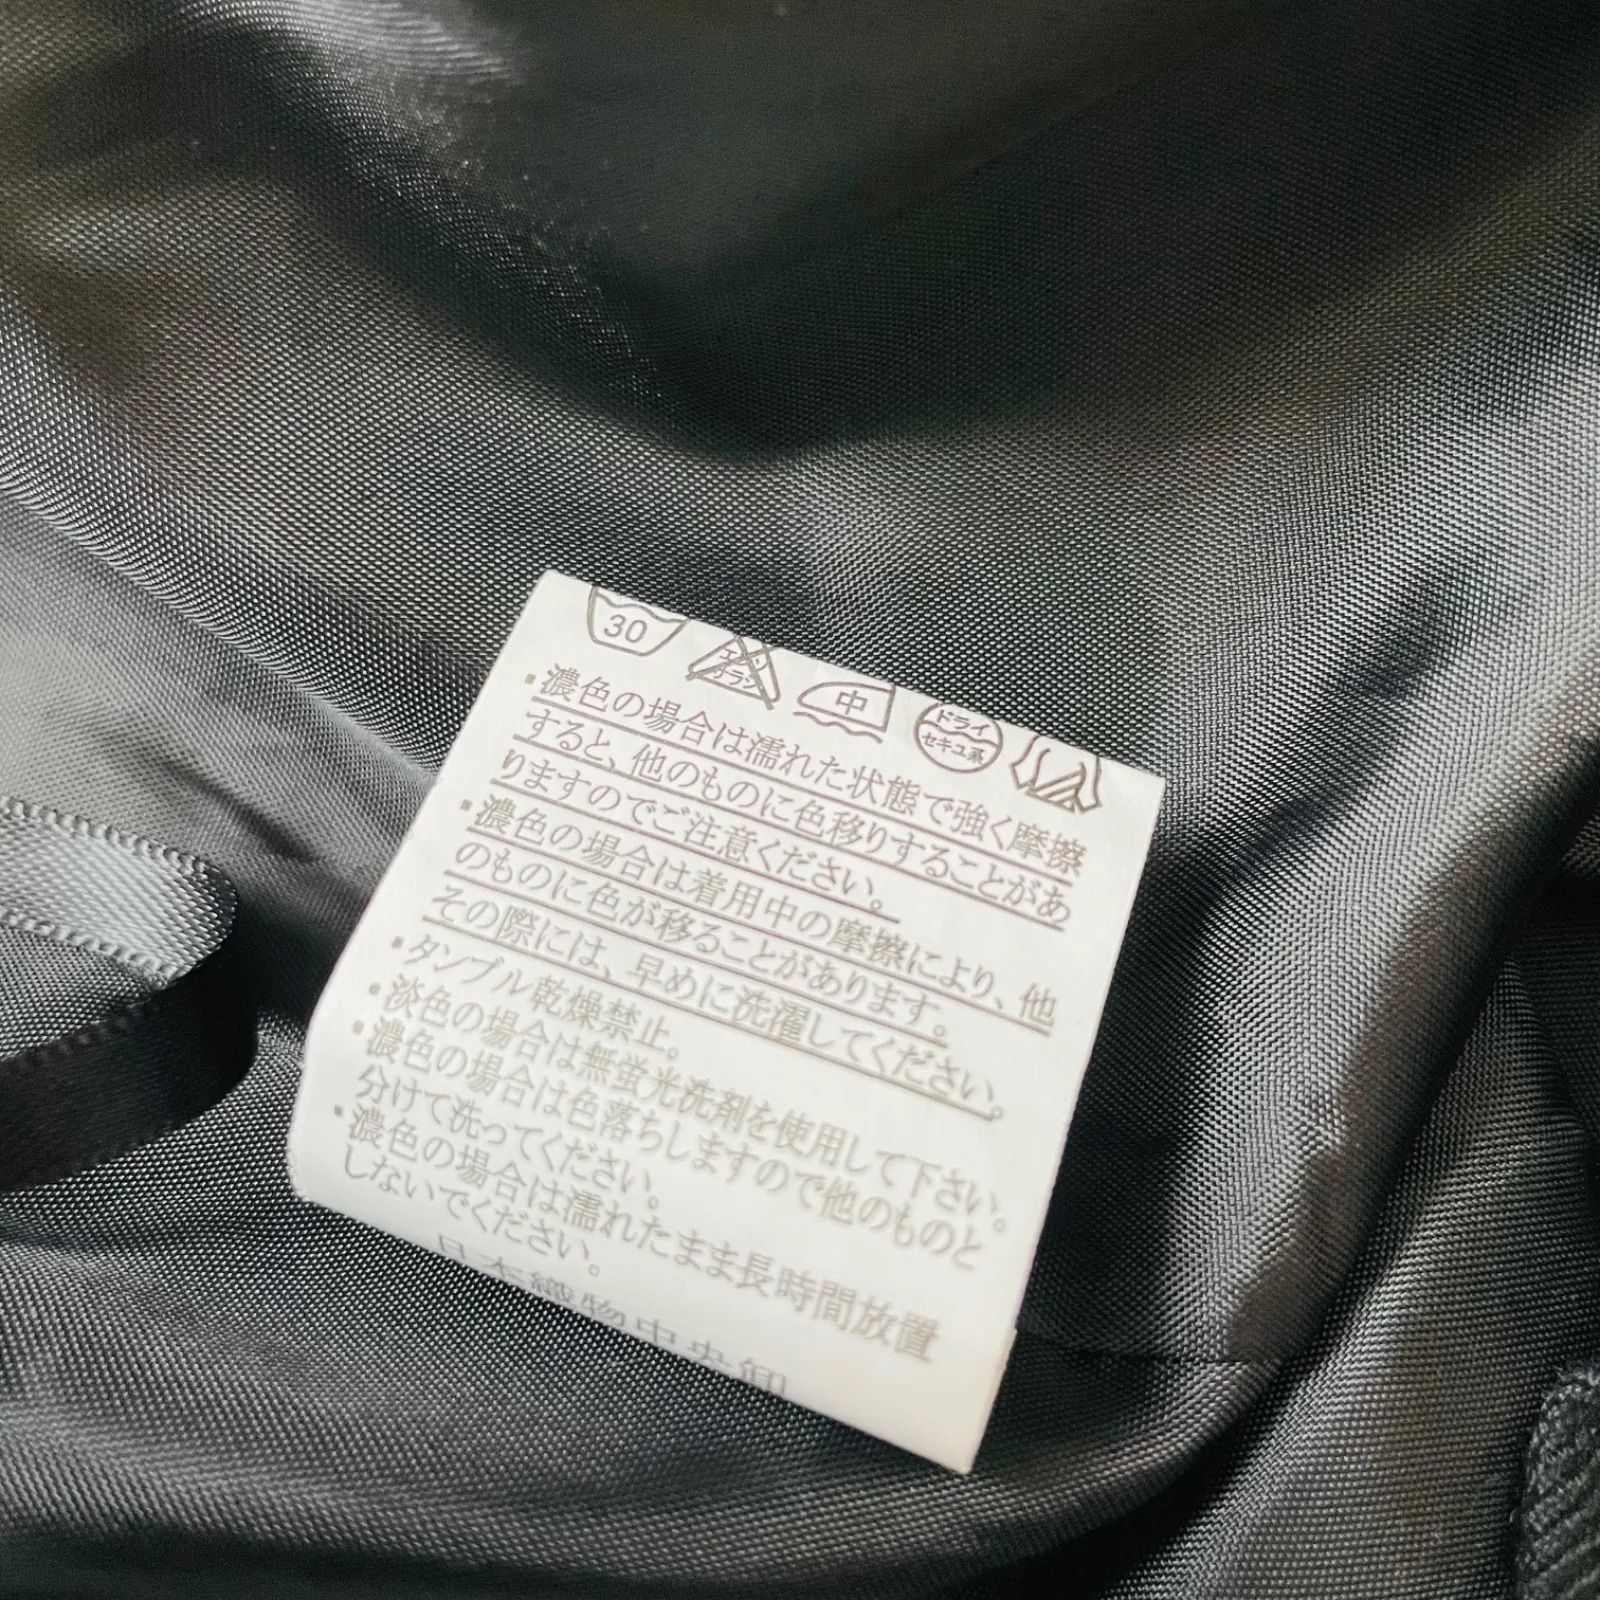 30
エンソ
カラン
中
ドライ
セキユ系
・濃色の場合は濡れた状態で強く摩擦
すると、他のものに色移りすることがあ
りますのでご注意ください。
・濃色の場合は着用中の摩擦により、他
のものに色が移ることがあります。
その際には、早めに洗濯してください。
・タンブル乾燥禁止。
・淡色の場合は無蛍光洗剤を使用して下さい。
・濃色の場合は色落ちしますので他のものと
分けて洗ってください。
・濃色の場合は濡れたまま長時間放置
しないでください。
日本織物中央卸